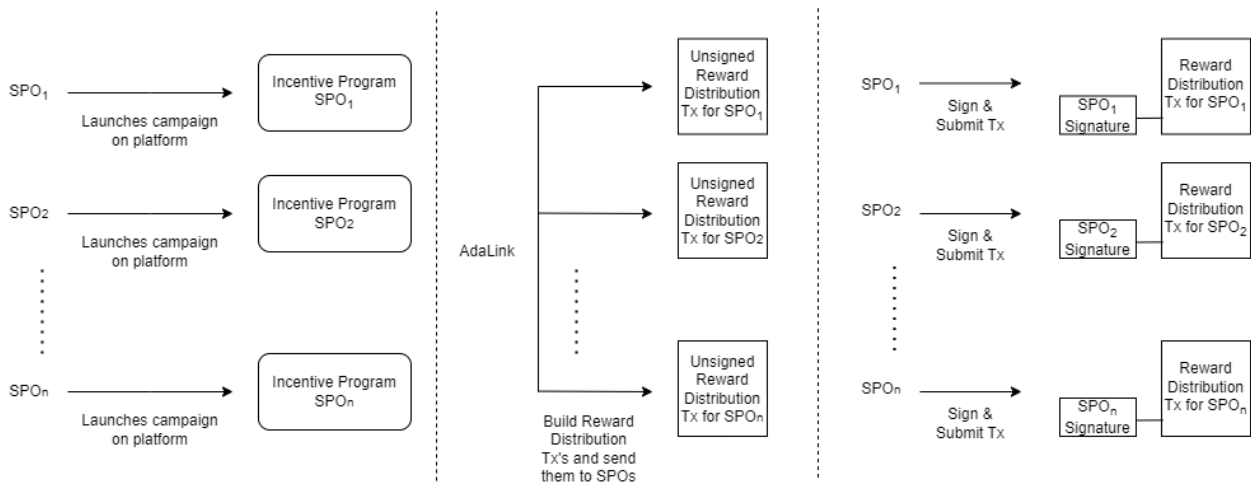 SPO₁
Launches campaign
on platform
Incentive Program
SPO₁
SPO₂
Launches campaign
on platform
Incentive Program
SPO₂
SPOₙ
Launches campaign
on platform
Incentive Program
SPOₙ
AdaLink
Unsigned
Reward
Distribution
Tx for SPO₁
Unsigned
Reward
Distribution
Tx for SPO₂
Unsigned
Reward
Distribution
Tx for SPOₙ
Build Reward
Distribution
Tx's and send
them to SPOs
SPO₁
Sign &
Submit Tx
SPO₁
Signature
Reward
Distribution
Tx for SPO₁
SPO₂
Sign &
Submit Tx
SPO₂
Signature
Reward
Distribution
Tx for SPO₂
SPOₙ
Sign &
Submit Tx
SPOₙ
Signature
Reward
Distribution
Tx for SPOₙ